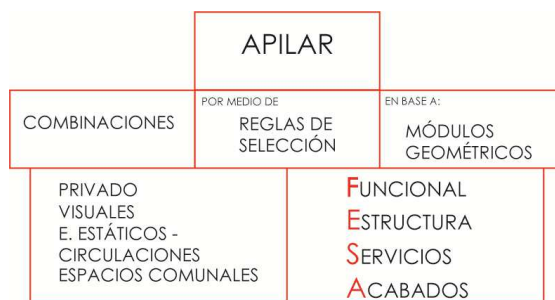 APILAR
COMBINACIONES
POR MEDIO DE
REGLAS DE
SELECCIÓN
EN BASE A:
MÓDULOS
GEOMÉTRICOS
PRIVADO
VISUALES
E. ESTÁTICOS -
CIRCULACIONES
ESPACIOS COMUNALES
FUNCIONAL
ESTRUCTURA
SERVICIOS
ACABADOS